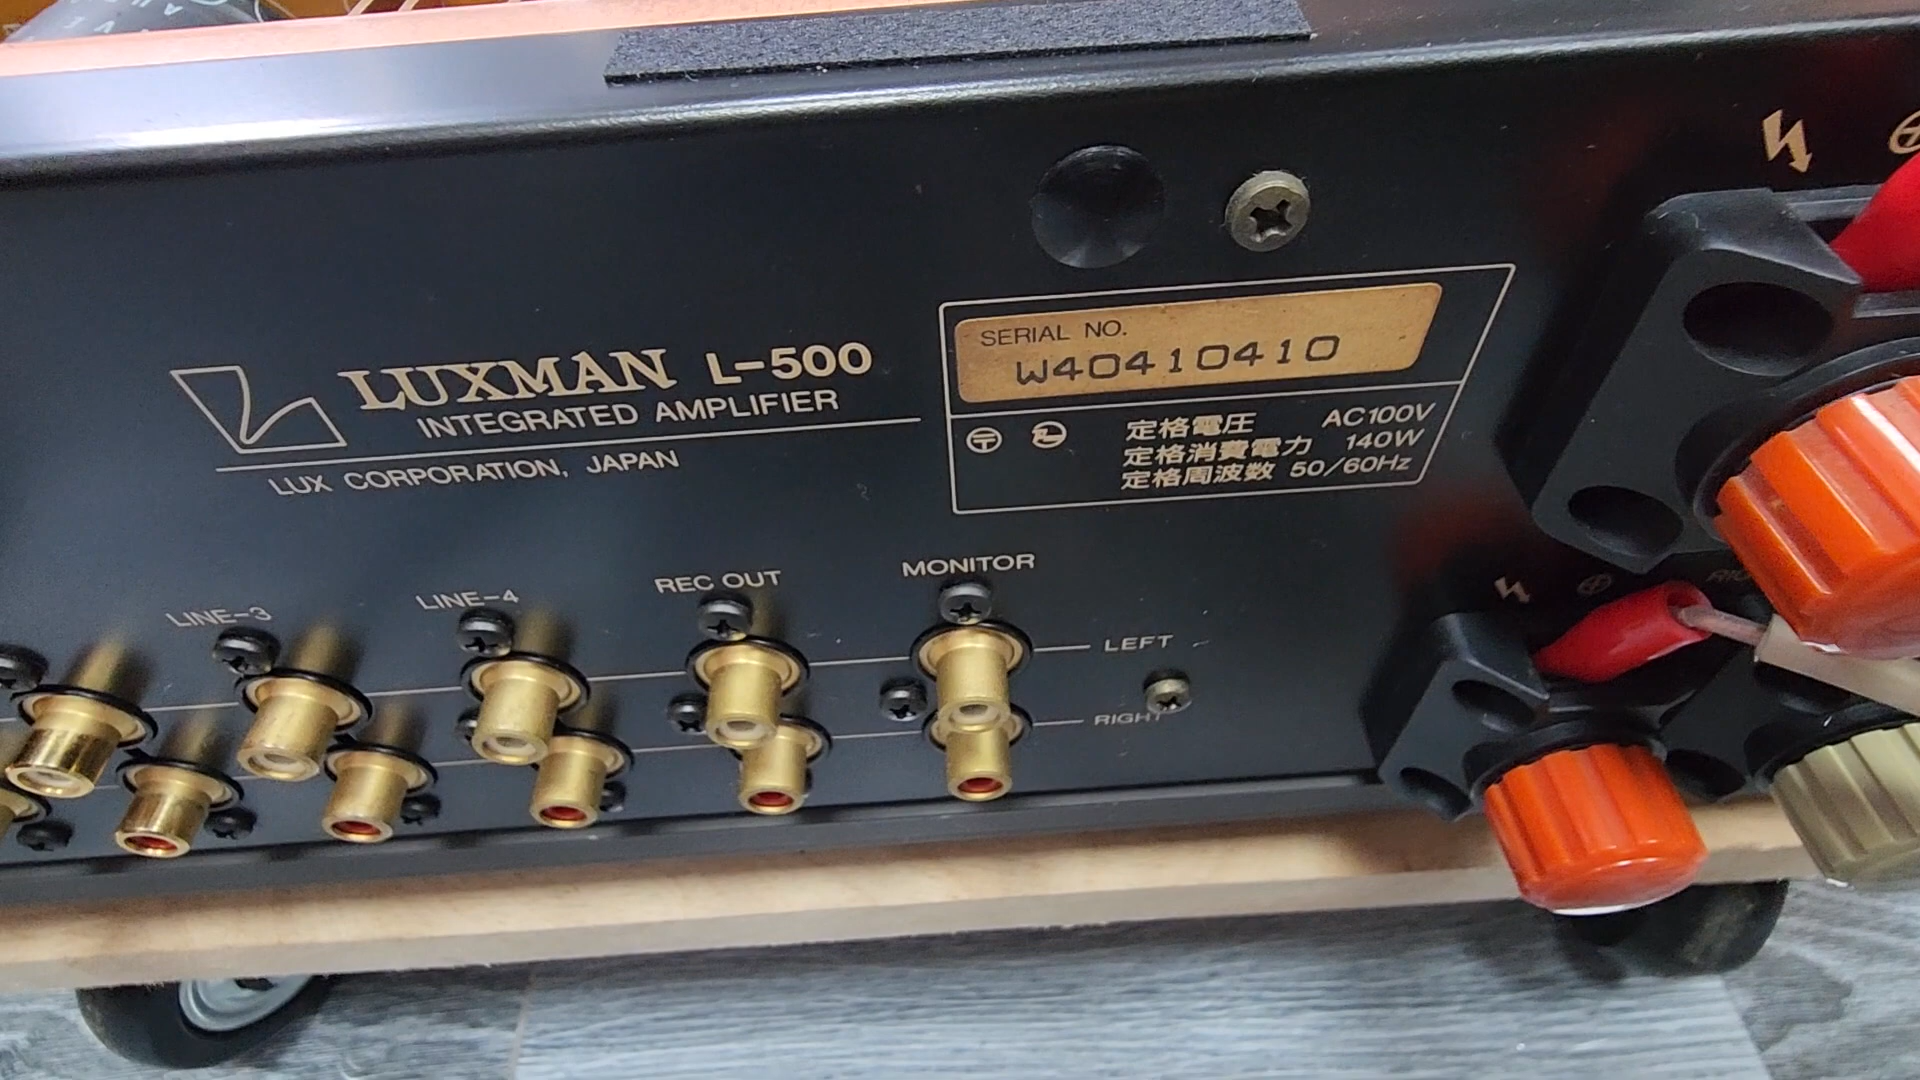 LUXMAN L-500
INTEGRATED AMPLIFIER
LUX CORPORATION, JAPAN
SERIAL NO.
W40410410
定格電圧 AC100V
定格消費電力 140W
定格周波数 50/60Hz
LINE-3
LINE-4
REC OUT
MONITOR
LEFT
RIGHT